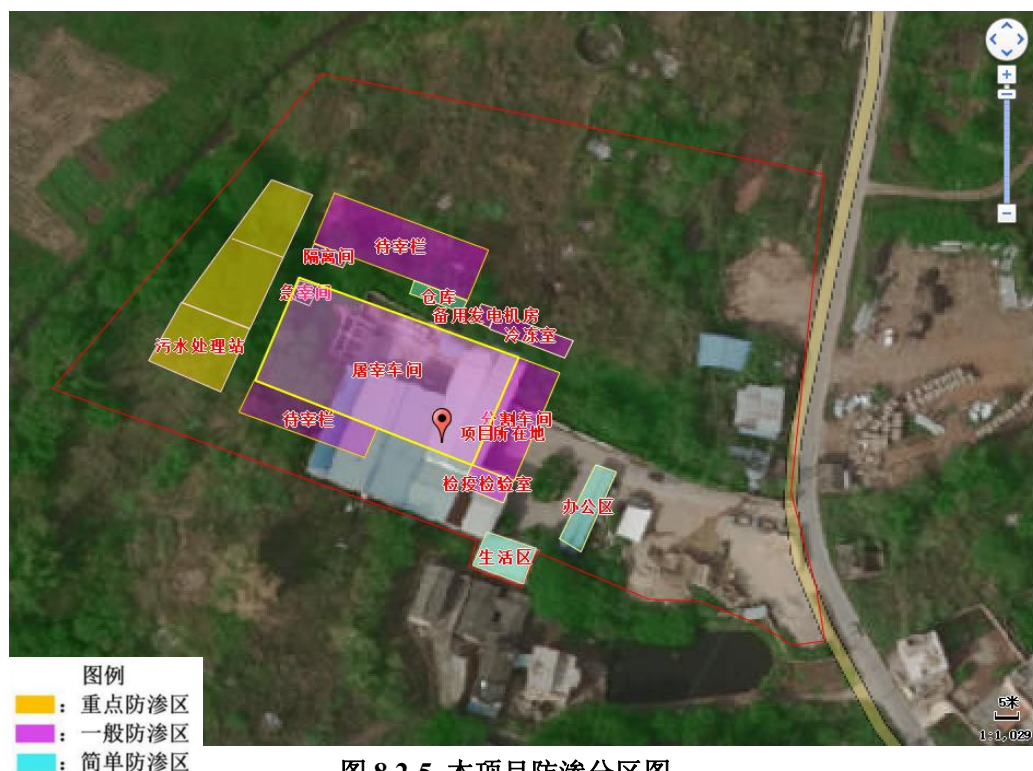 待宰栏
隔离间
急宰间
仓库
备用发电机房
冷冻室
污水处理站
屠宰车间
待宰栏
分割车间
项目所在地
检疫检验室
办公区
生活区
图例
：重点防渗区
：一般防渗区
：简单防渗区
5米
1:1,029
图 8.2-5 本项目防渗分区图